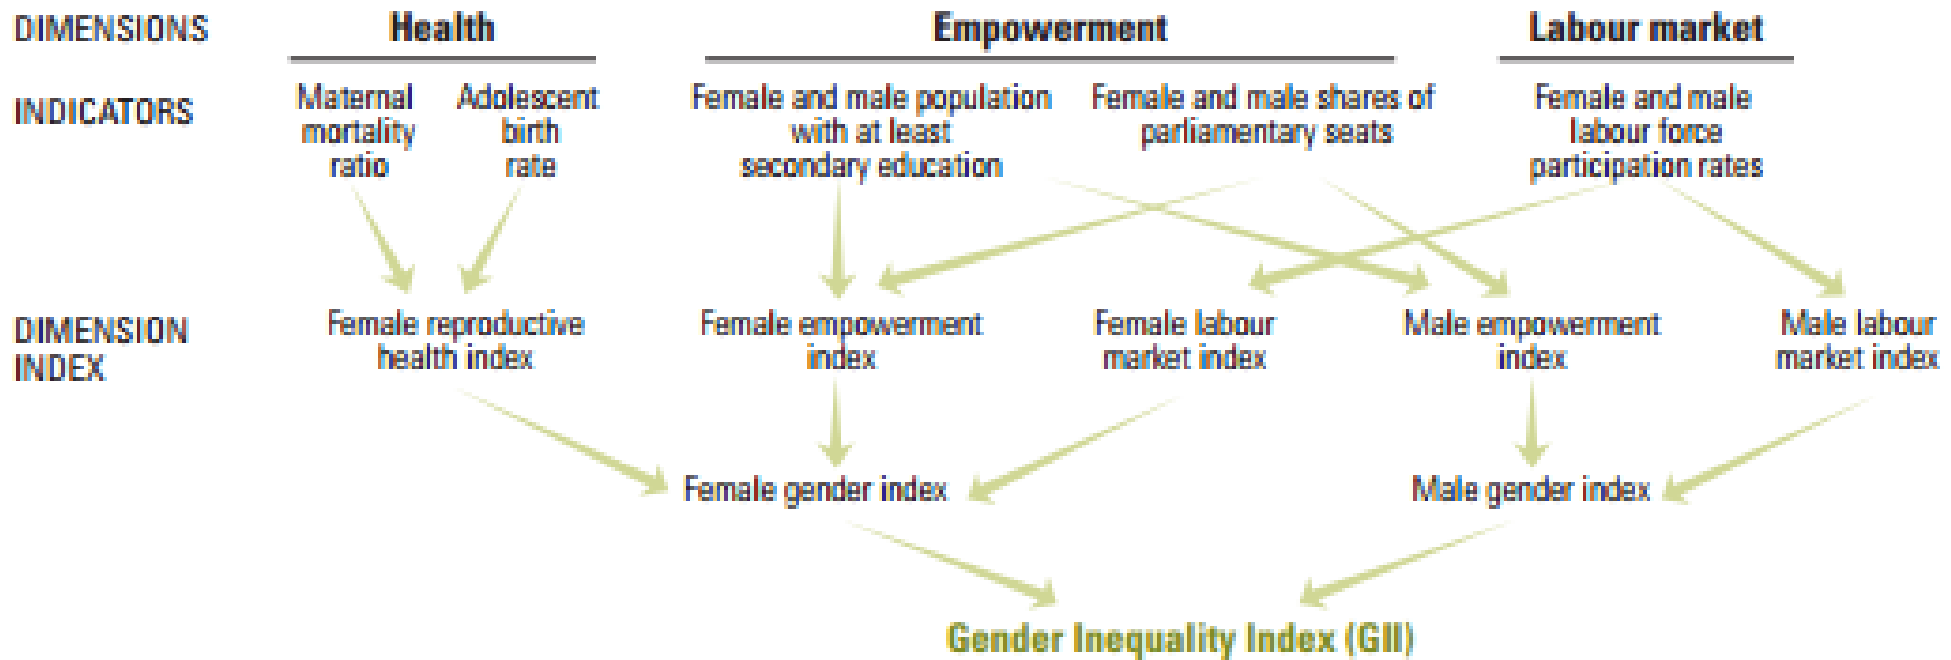 DIMENSIONS
Health
Empowerment
Labour market
INDICATORS
Maternal
mortality
ratio
Adolescent
birth
rate
Female and male population
with at least
secondary education
Female and male shares of
parliamentary seats
Female and male
labour force
participation rates
DIMENSION
INDEX
Female reproductive
health index
Female empowerment
index
Female labour
market index
Male empowerment
index
Male labour
market index
Female gender index
Male gender index
Gender Inequality Index (GII)